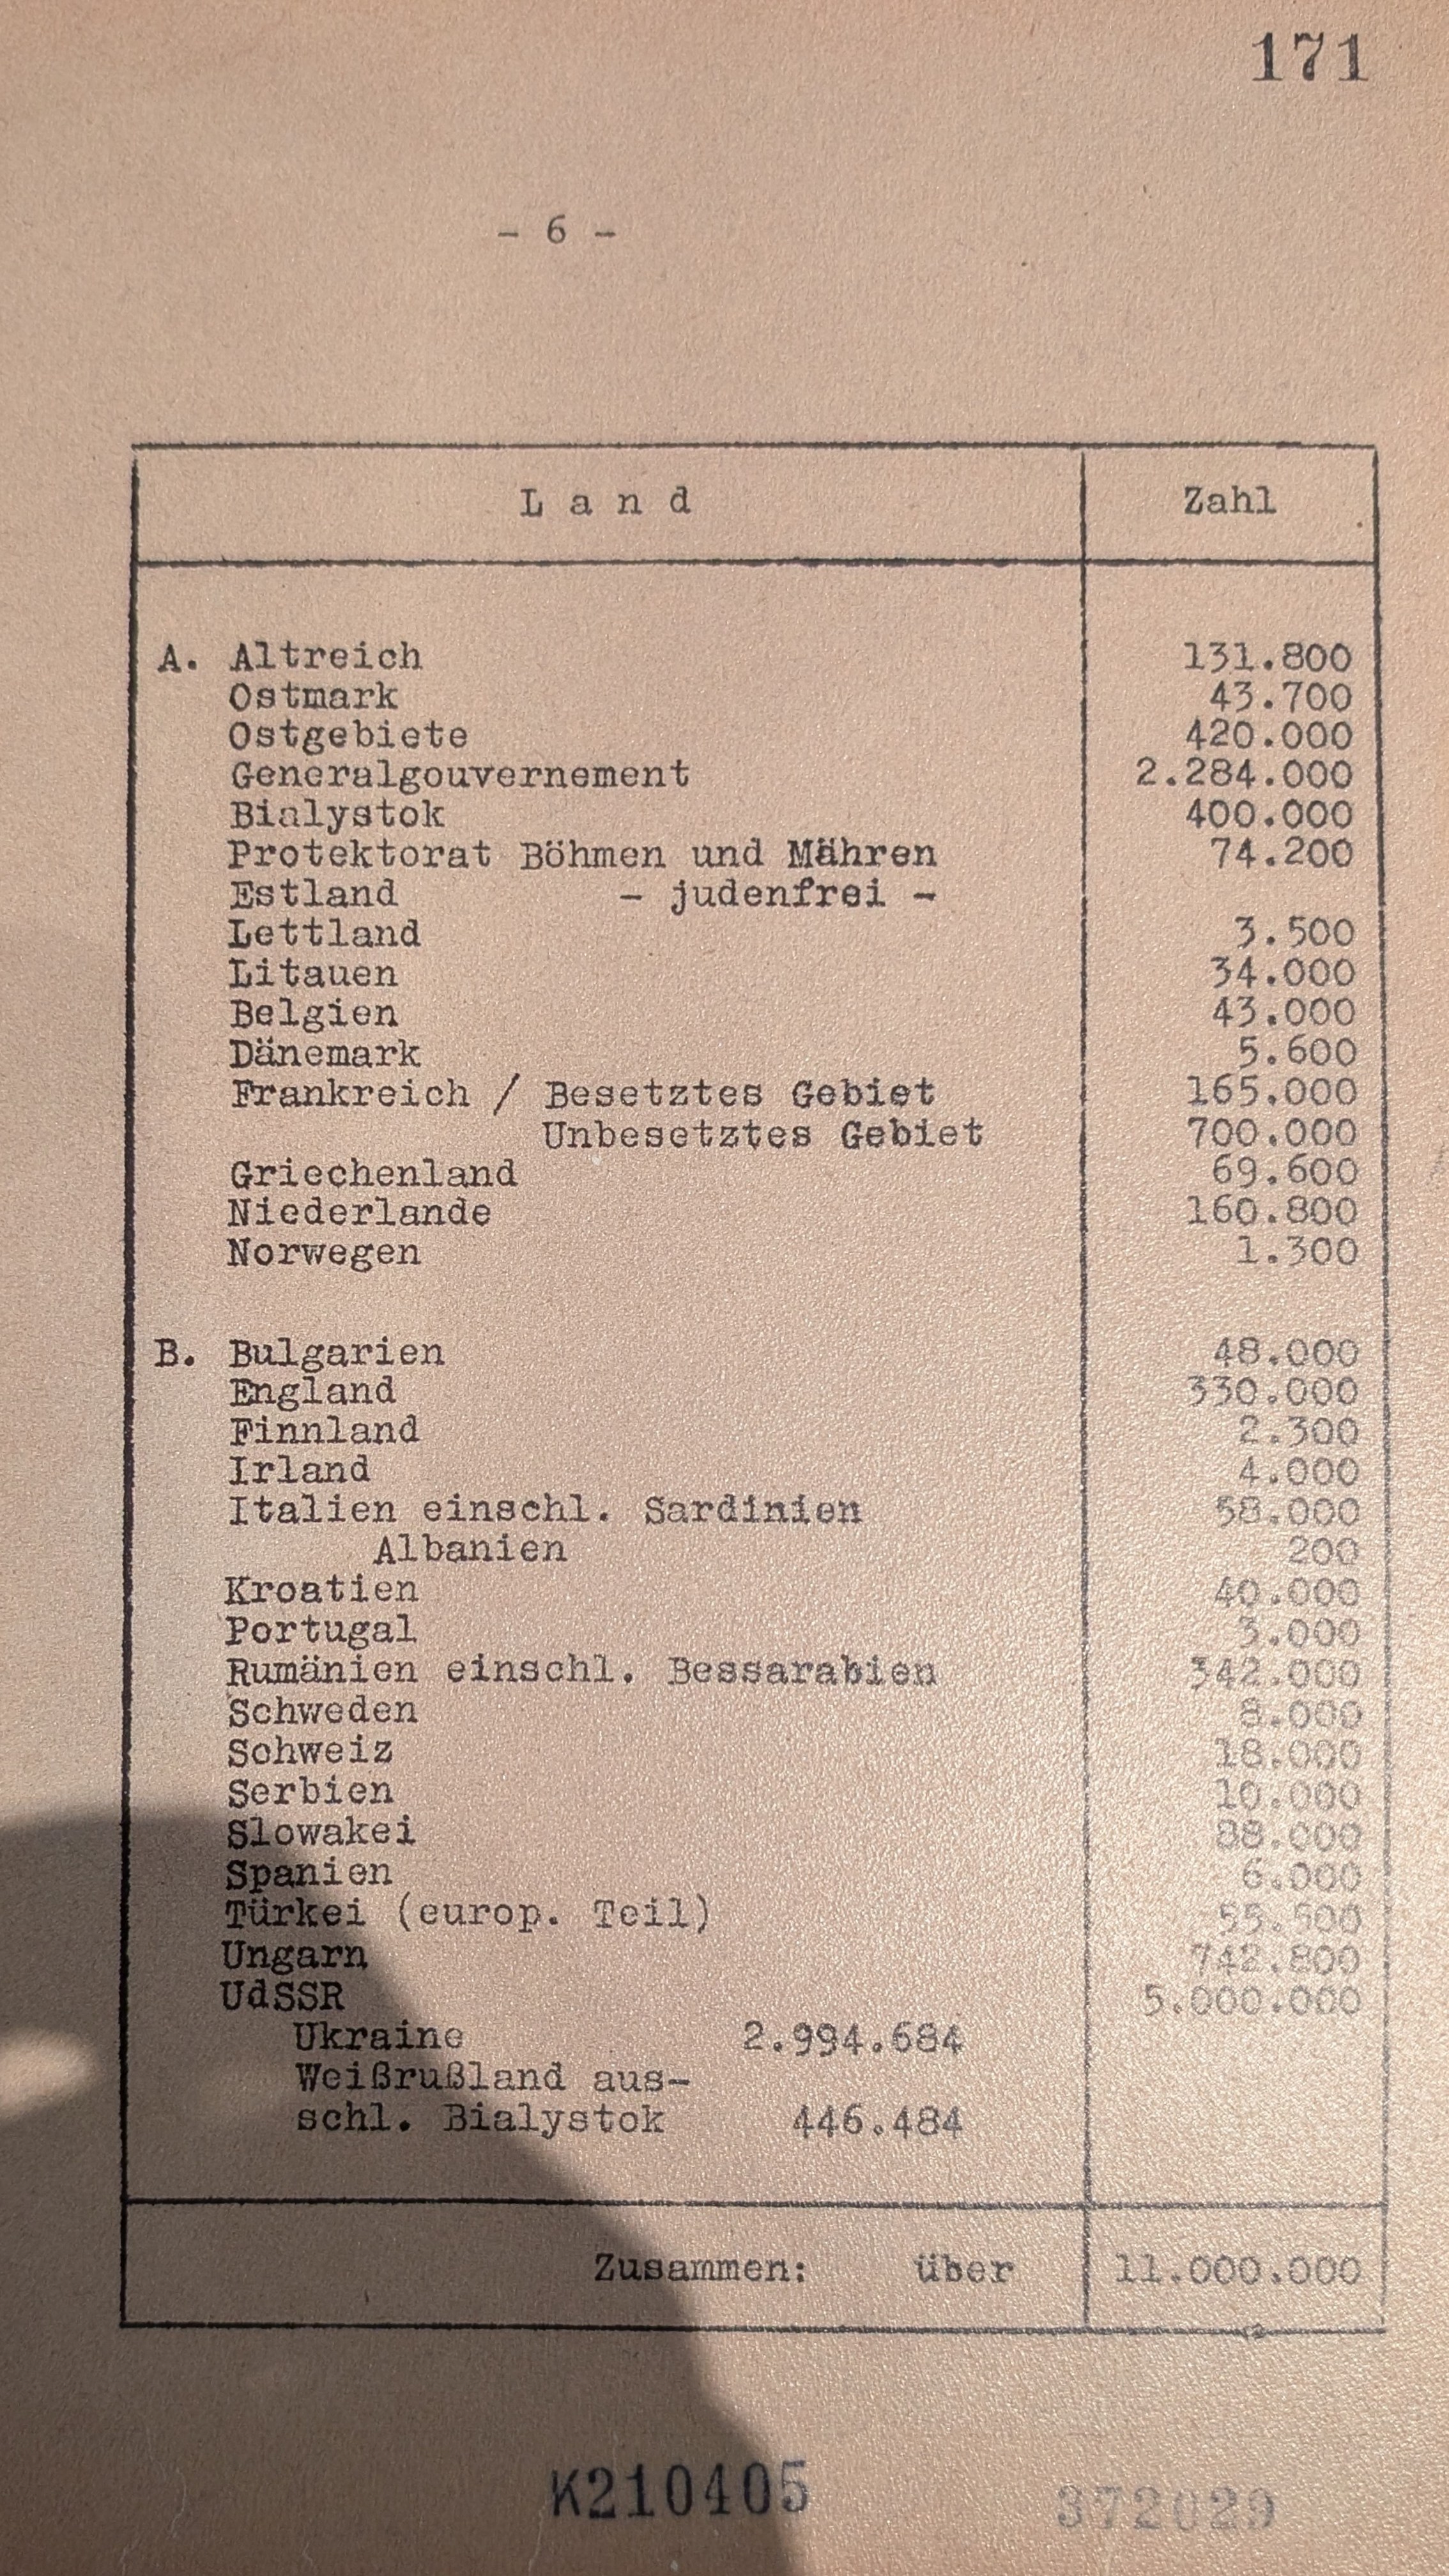 171
- 6 -
Land Zahl
A. Altreich 131.800
Ostmark 43.700
Ostgebiete 420.000
Generalgouvernement 2.284.000
Bialystok 400.000
Protektorat Böhmen und Mähren 74.200
Estland - judenfrei -
Lettland 3.500
Litauen 34.000
Belgien 43.000
Dänemark 5.600
Frankreich / Besetztes Gebiet 165.000
Unbesetztes Gebiet 700.000
Griechenland 69.600
Niederlande 160.800
Norwegen 1.300
B. Bulgarien 48.000
England 330.000
Finnland 2.300
Irland 4.000
Italien einschl. Sardinien 58.000
Albanien 200
Kroatien 40.000
Portugal 3.000
Rumänien einschl. Bessarabien 342.000
Schweden 8.000
Schweiz 18.000
Serbien 10.000
Slowakei 88.000
Spanien 6.000
Türkei (europ. Teil) 55.500
Ungarn 742.800
UdSSR 5.000.000
Ukraine 2.994.684
Weißrußland aus-
schl. Bialystok 446.484
Zusammen: über 11.000.000
K210405 372029